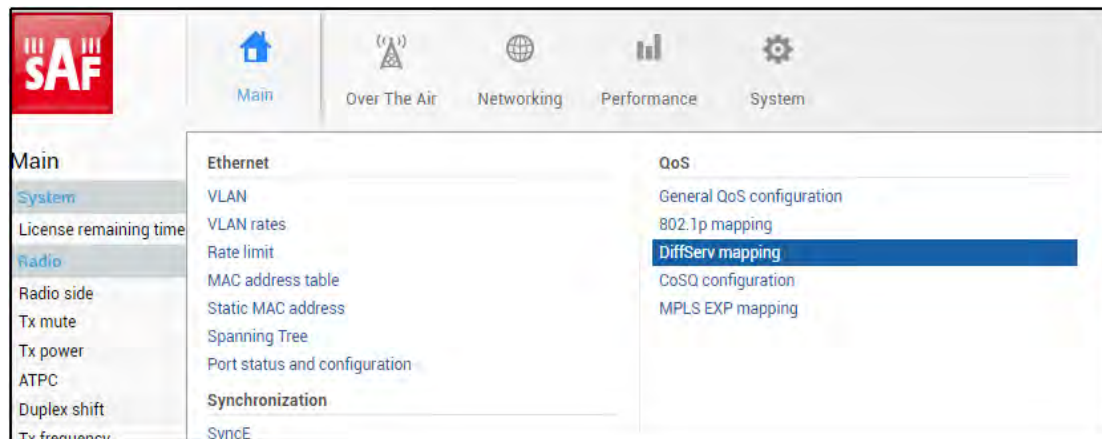 SAF
Main
Over The Air
Networking
Performance
System
Main
System
License remaining time
Radio
Radio side
Tx mute
Tx power
ATPC
Duplex shift
Tx frequency
Ethernet
VLAN
VLAN rates
Rate limit
MAC address table
Static MAC address
Spanning Tree
Port status and configuration
Synchronization
SyncE
QoS
General QoS configuration
802.1p mapping
DiffServ mapping
CoSQ configuration
MPLS EXP mapping